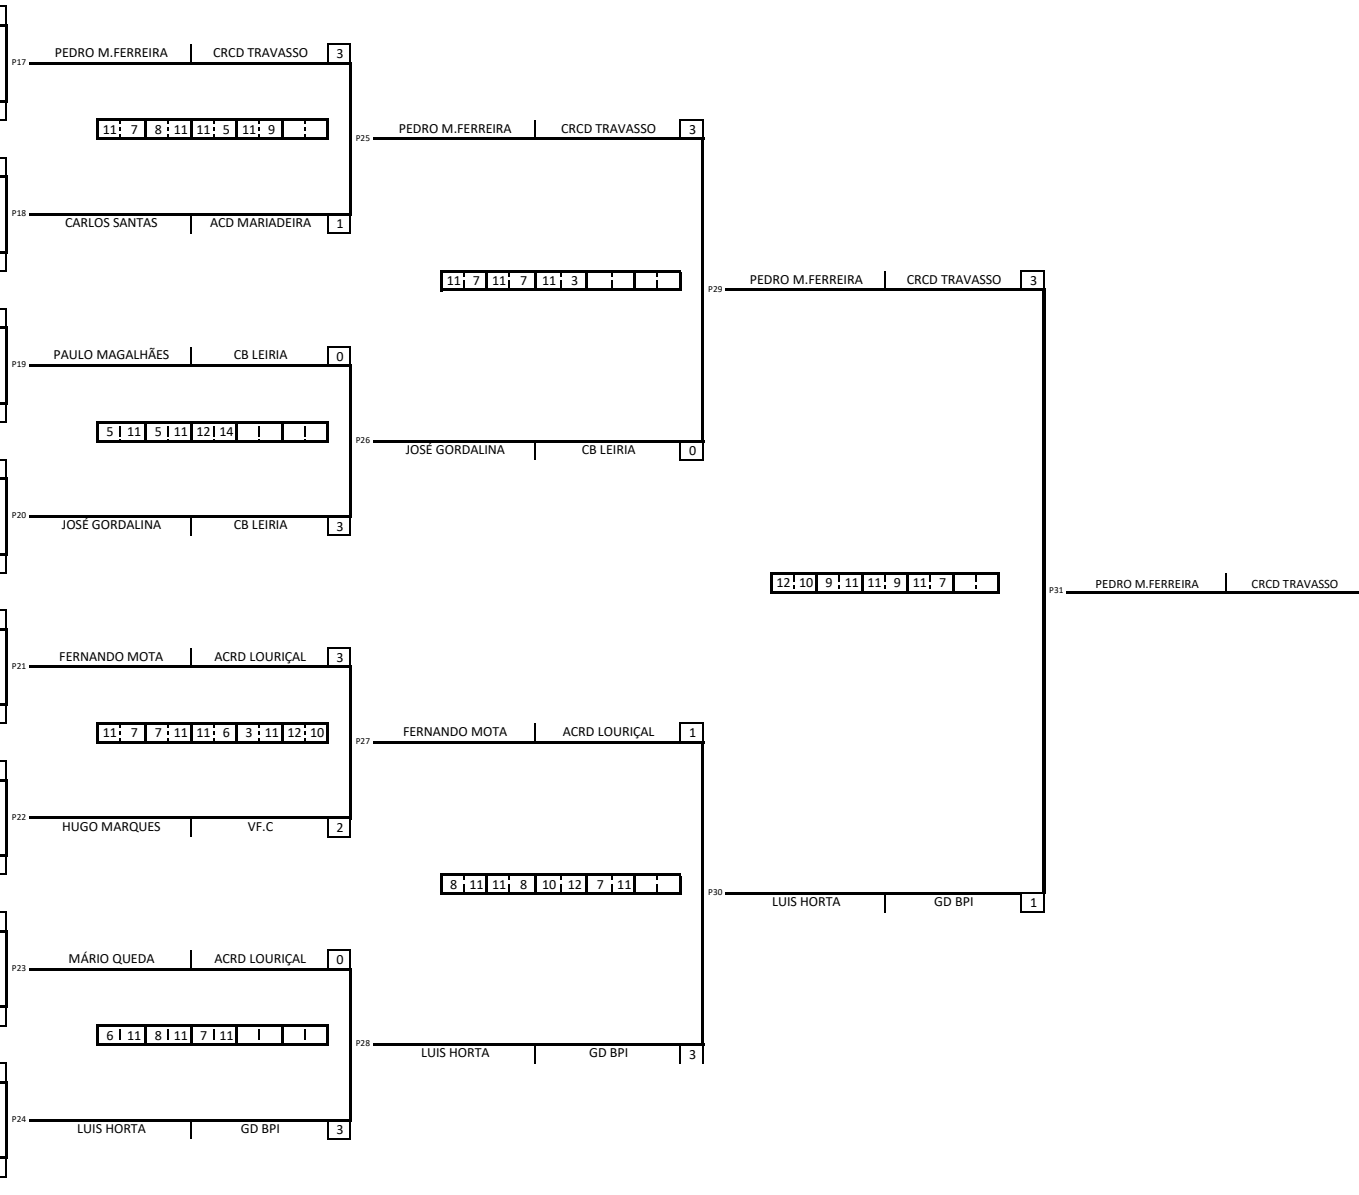 P17 PEDRO M.FERREIRA CRCD TRAVASSO 3
11 7 8 11 11 5 11 9
P18 CARLOS SANTAS ACD MARIADEIRA 1
P25 PEDRO M.FERREIRA CRCD TRAVASSO 3
11 7 11 7 11 3
P19 PAULO MAGALHÃES CB LEIRIA 0
5 11 5 11 12 14
P20 JOSÉ GORDALINA CB LEIRIA 3
P26 JOSÉ GORDALINA CB LEIRIA 0
P29 PEDRO M.FERREIRA CRCD TRAVASSO 3
12 10 9 11 11 9 11 7
P31 PEDRO M.FERREIRA CRCD TRAVASSO
P21 FERNANDO MOTA ACRD LOURIÇAL 3
11 7 7 11 11 6 3 11 12 10
P22 HUGO MARQUES VF.C 2
P27 FERNANDO MOTA ACRD LOURIÇAL 1
8 11 11 8 10 12 7 11
P30 LUIS HORTA GD BPI 1
P23 MÁRIO QUEDA ACRD LOURIÇAL 0
6 11 8 11 7 11
P24 LUIS HORTA GD BPI 3
P28 LUIS HORTA GD BPI 3